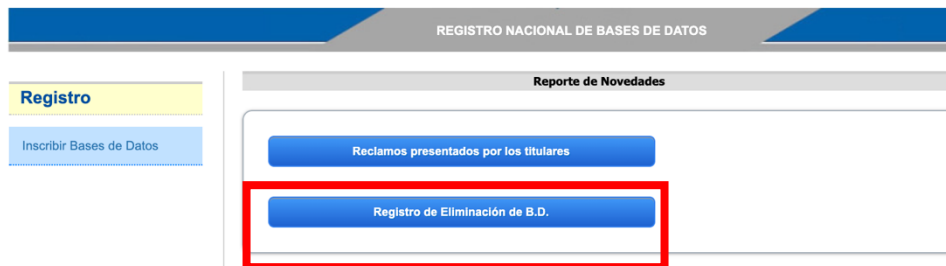 REGISTRO NACIONAL DE BASES DE DATOS
Reporte de Novedades
Registro
Inscribir Bases de Datos
Reclamos presentados por los titulares
Registro de Eliminación de B.D.